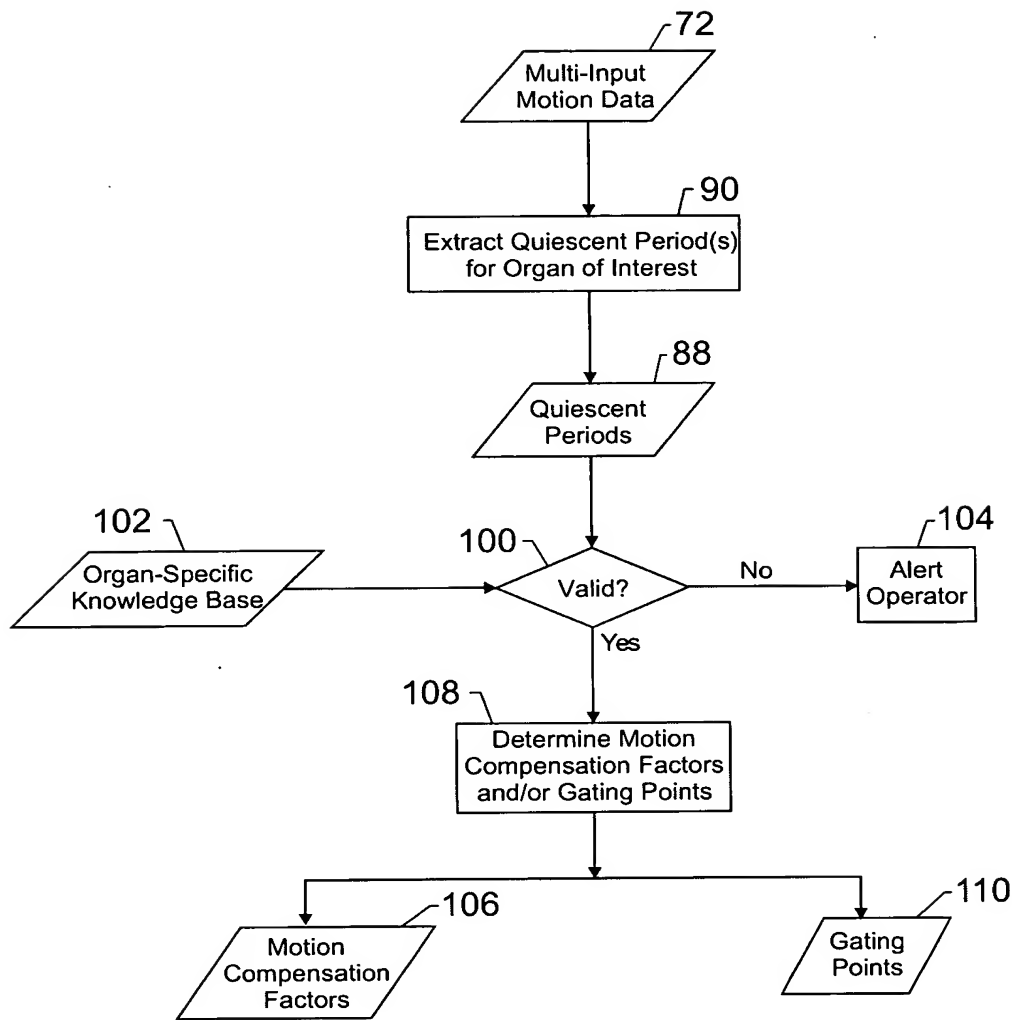 72
Multi-Input
Motion Data
90
Extract Quiescent Period(s)
for Organ of Interest
88
Quiescent
Periods
102
Organ-Specific
Knowledge Base
100
Valid?
No
104
Alert
Operator
Yes
108
Determine Motion
Compensation Factors
and/or Gating Points
106
Motion
Compensation
Factors
110
Gating
Points